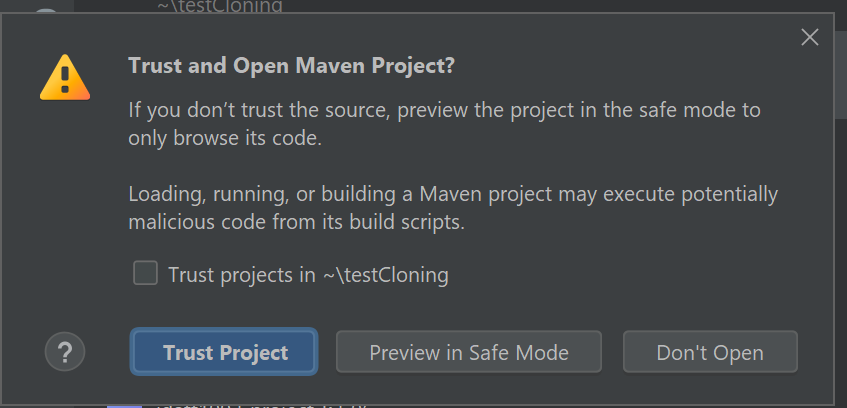 ~\testCloning
Trust and Open Maven Project?
If you don’t trust the source, preview the project in the safe mode to
only browse its code.
Loading, running, or building a Maven project may execute potentially
malicious code from its build scripts.
Trust projects in ~\testCloning
?
Trust Project
Preview in Safe Mode
Don't Open